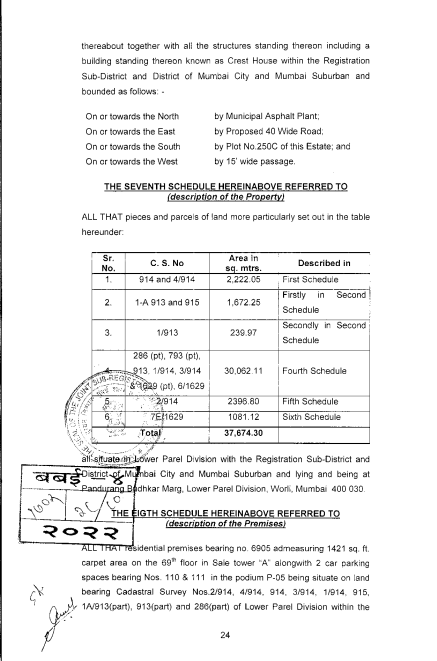 thereabout together with all the structures standing thereon including a
building standing thereon known as Crest House within the Registration
Sub-District and District of Mumbai City and Mumbai Suburban and
bounded as follows: -
On or towards the North by Municipal Asphalt Plant;
On or towards the East by Proposed 40 Wide Road;
On or towards the South by Plot No.250C of this Estate; and
On or towards the West by 15' wide passage.
THE SEVENTH SCHEDULE HEREINABOVE REFERRED TO
(description of the Property)
ALL THAT pieces and parcels of land more particularly set out in the table
hereunder:
Sr. No. C. S. No Area in sq. mtrs. Described in
1. 914 and 4/914 2,222.05 First Schedule
2. 1-A 913 and 915 1,672.25 Firstly in Second Schedule
3. 1/913 239.97 Secondly in Second Schedule
4. 286 (pt), 793 (pt), 913, 1/914, 3/914 & 1629 (pt), 6/1629 30,062.11 Fourth Schedule
5. 2/914 2396.80 Fifth Schedule
6. 7E/1629 1081.12 Sixth Schedule
Total 37,674.30
all situate in Lower Parel Division with the Registration Sub-District and
District of Mumbai City and Mumbai Suburban and lying and being at
Pandurang Budhkar Marg, Lower Parel Division, Worli, Mumbai 400 030
बबई - ४
२०२२
THE EIGTH SCHEDULE HEREINABOVE REFERRED TO
(description of the Premises)
ALL THAT residential premises bearing no. 6905 admeasuring 1421 sq. ft.
carpet area on the 69th floor in Sale tower "A" alongwith 2 car parking
spaces bearing Nos. 110 & 111 in the podium P-05 being situate on land
bearing Cadastral Survey Nos.2/914, 4/914, 914, 3/914, 1/914, 915,
1A/913(part), 913(part) and 286(part) of Lower Parel Division within the
24